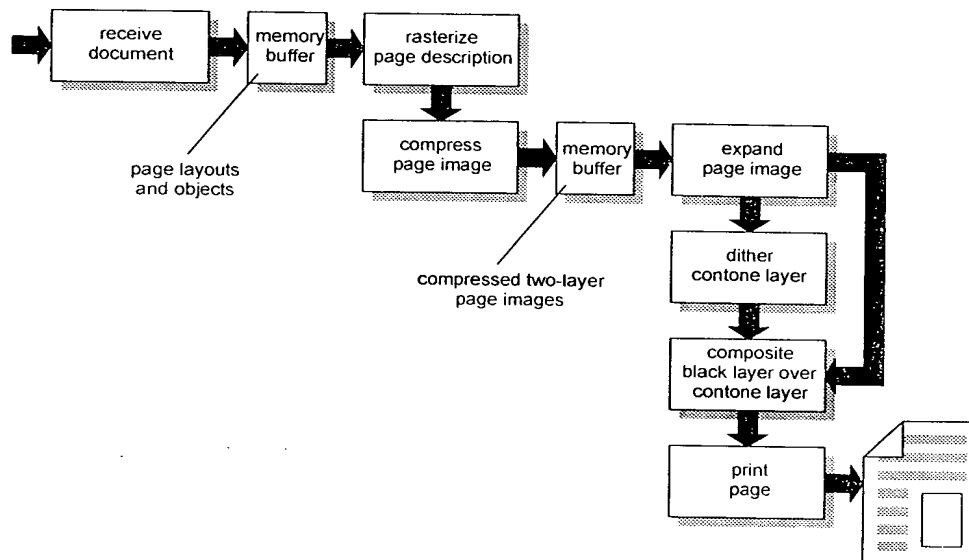 receive
document
memory
buffer
rasterize
page description
page layouts
and objects
compress
page image
memory
buffer
expand
page image
compressed two-layer
page images
dither
contone layer
composite
black layer over
contone layer
print
page